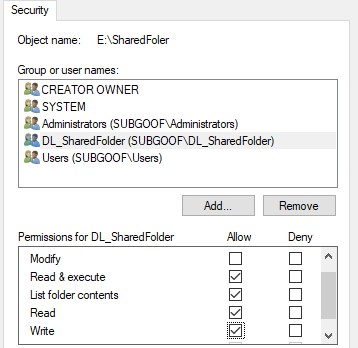 Security
Object name: E:\SharedFoler
Group or user names:
CREATOR OWNER
SYSTEM
Administrators (SUBGOOF\Administrators)
DL_SharedFolder (SUBGOOF\DL_SharedFolder)
Users (SUBGOOF\Users)
Add... Remove
Permissions for DL_SharedFolder Allow Deny
Modify
Read & execute
List folder contents
Read
Write